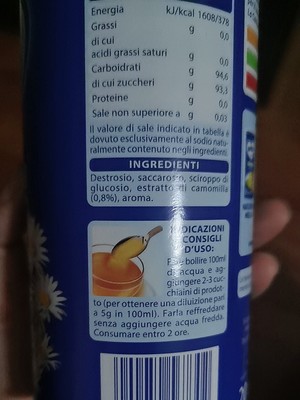 Energia kJ/kcal 1608/378
Grassi g 0,0
di cui
acidi grassi saturi g 0,0
Carboidrati g 94,6
di cui zuccheri g 93,3
Proteine g 0,0
Sale non superiore a g 0,03
Il valore di sale indicato in tabella è
dovuto esclusivamente al sodio natu-
ralmente contenuto negli ingredienti.
INGREDIENTI
Destrosio, saccarosio, sciroppo di
glucosio, estratto di camomilla
(0,8%), aroma.
INDICAZIONI
E CONSIGLI
D'USO:
Fare bollire 100ml
di acqua e ag-
giungere 2-3 cuc-
chiaini di prodot-
to (per ottenere una diluizione pari
a 5g in 100ml). Farla reffreddare
senza aggiungere acqua fredda.
Consumare entro 2 ore.